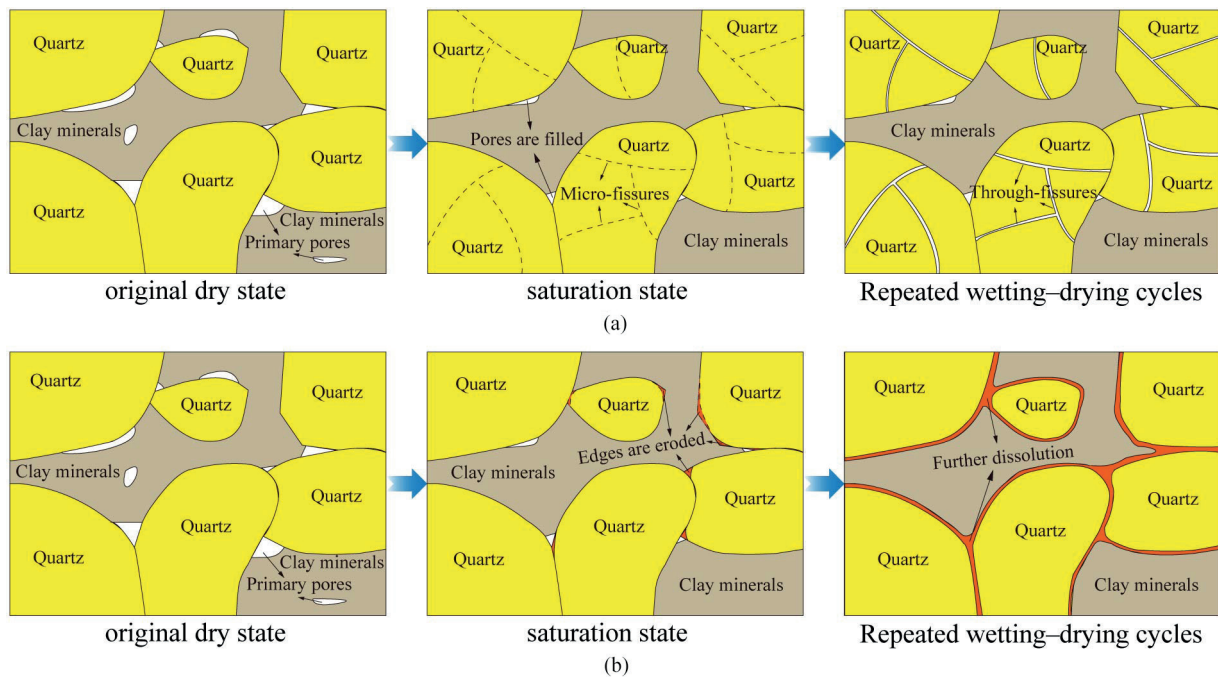 Quartz
Quartz
Quartz
Clay minerals
Quartz
Quartz
Quartz
Clay minerals
Primary pores
original dry state
Quartz
Quartz
Quartz
Pores are filled
Quartz
Micro-fissures
Quartz
Quartz
Clay minerals
saturation state
Quartz
Quartz
Quartz
Clay minerals
Quartz
Quartz
Through-fissures
Quartz
Clay minerals
Repeated wetting–drying cycles
(a)
Quartz
Quartz
Quartz
Clay minerals
Quartz
Quartz
Quartz
Clay minerals
Primary pores
original dry state
Quartz
Quartz
Quartz
Edges are eroded
Clay minerals
Quartz
Quartz
Quartz
Clay minerals
saturation state
Quartz
Quartz
Quartz
Further dissolution
Quartz
Quartz
Quartz
Clay minerals
Repeated wetting–drying cycles
(b)